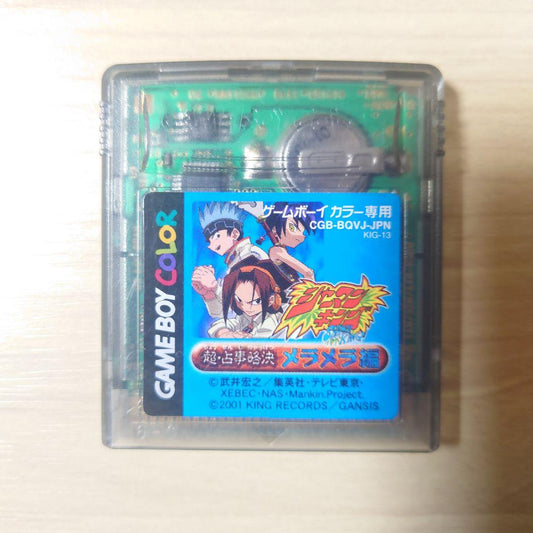 GAME BOY COLOR
ゲームボーイ カラー専用
CGB-BQVJ-JPN
KIG-13
シャーマン
キング
超・占事略決 メラメラ編
©武井宏之／集英社・テレビ東京・
XEBEC・NAS・Mankin.Project.
©2001 KING RECORDS／GANSIS